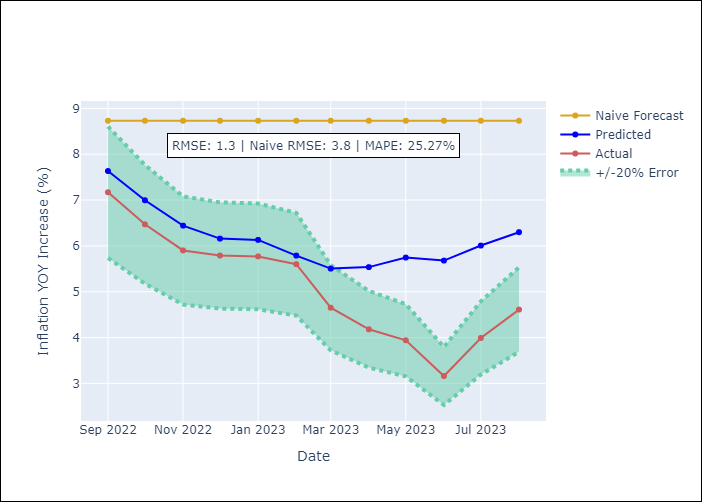 RMSE: 1.3 | Naive RMSE: 3.8 | MAPE: 25.27%
Naive Forecast
Predicted
Actual
+/-20% Error
Inflation YOY Increase (%)
9
8
7
6
5
4
3
Sep 2022
Nov 2022
Jan 2023
Mar 2023
May 2023
Jul 2023
Date